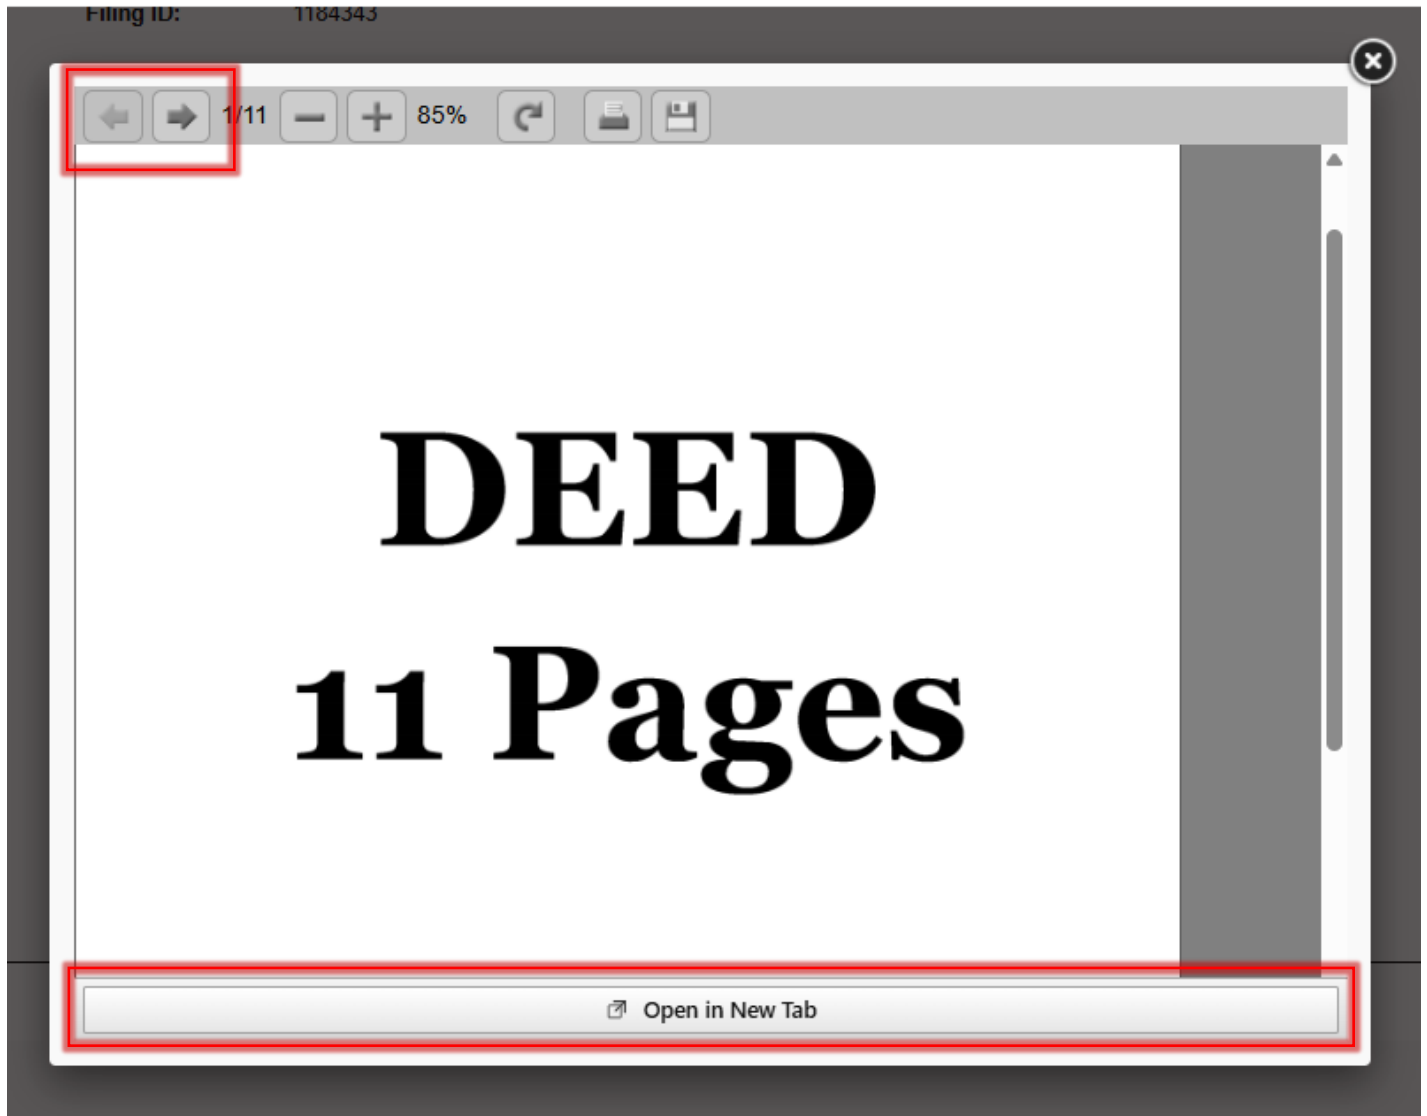 Filing ID: 1184343
1/11 85%
DEED
11 Pages
Open in New Tab